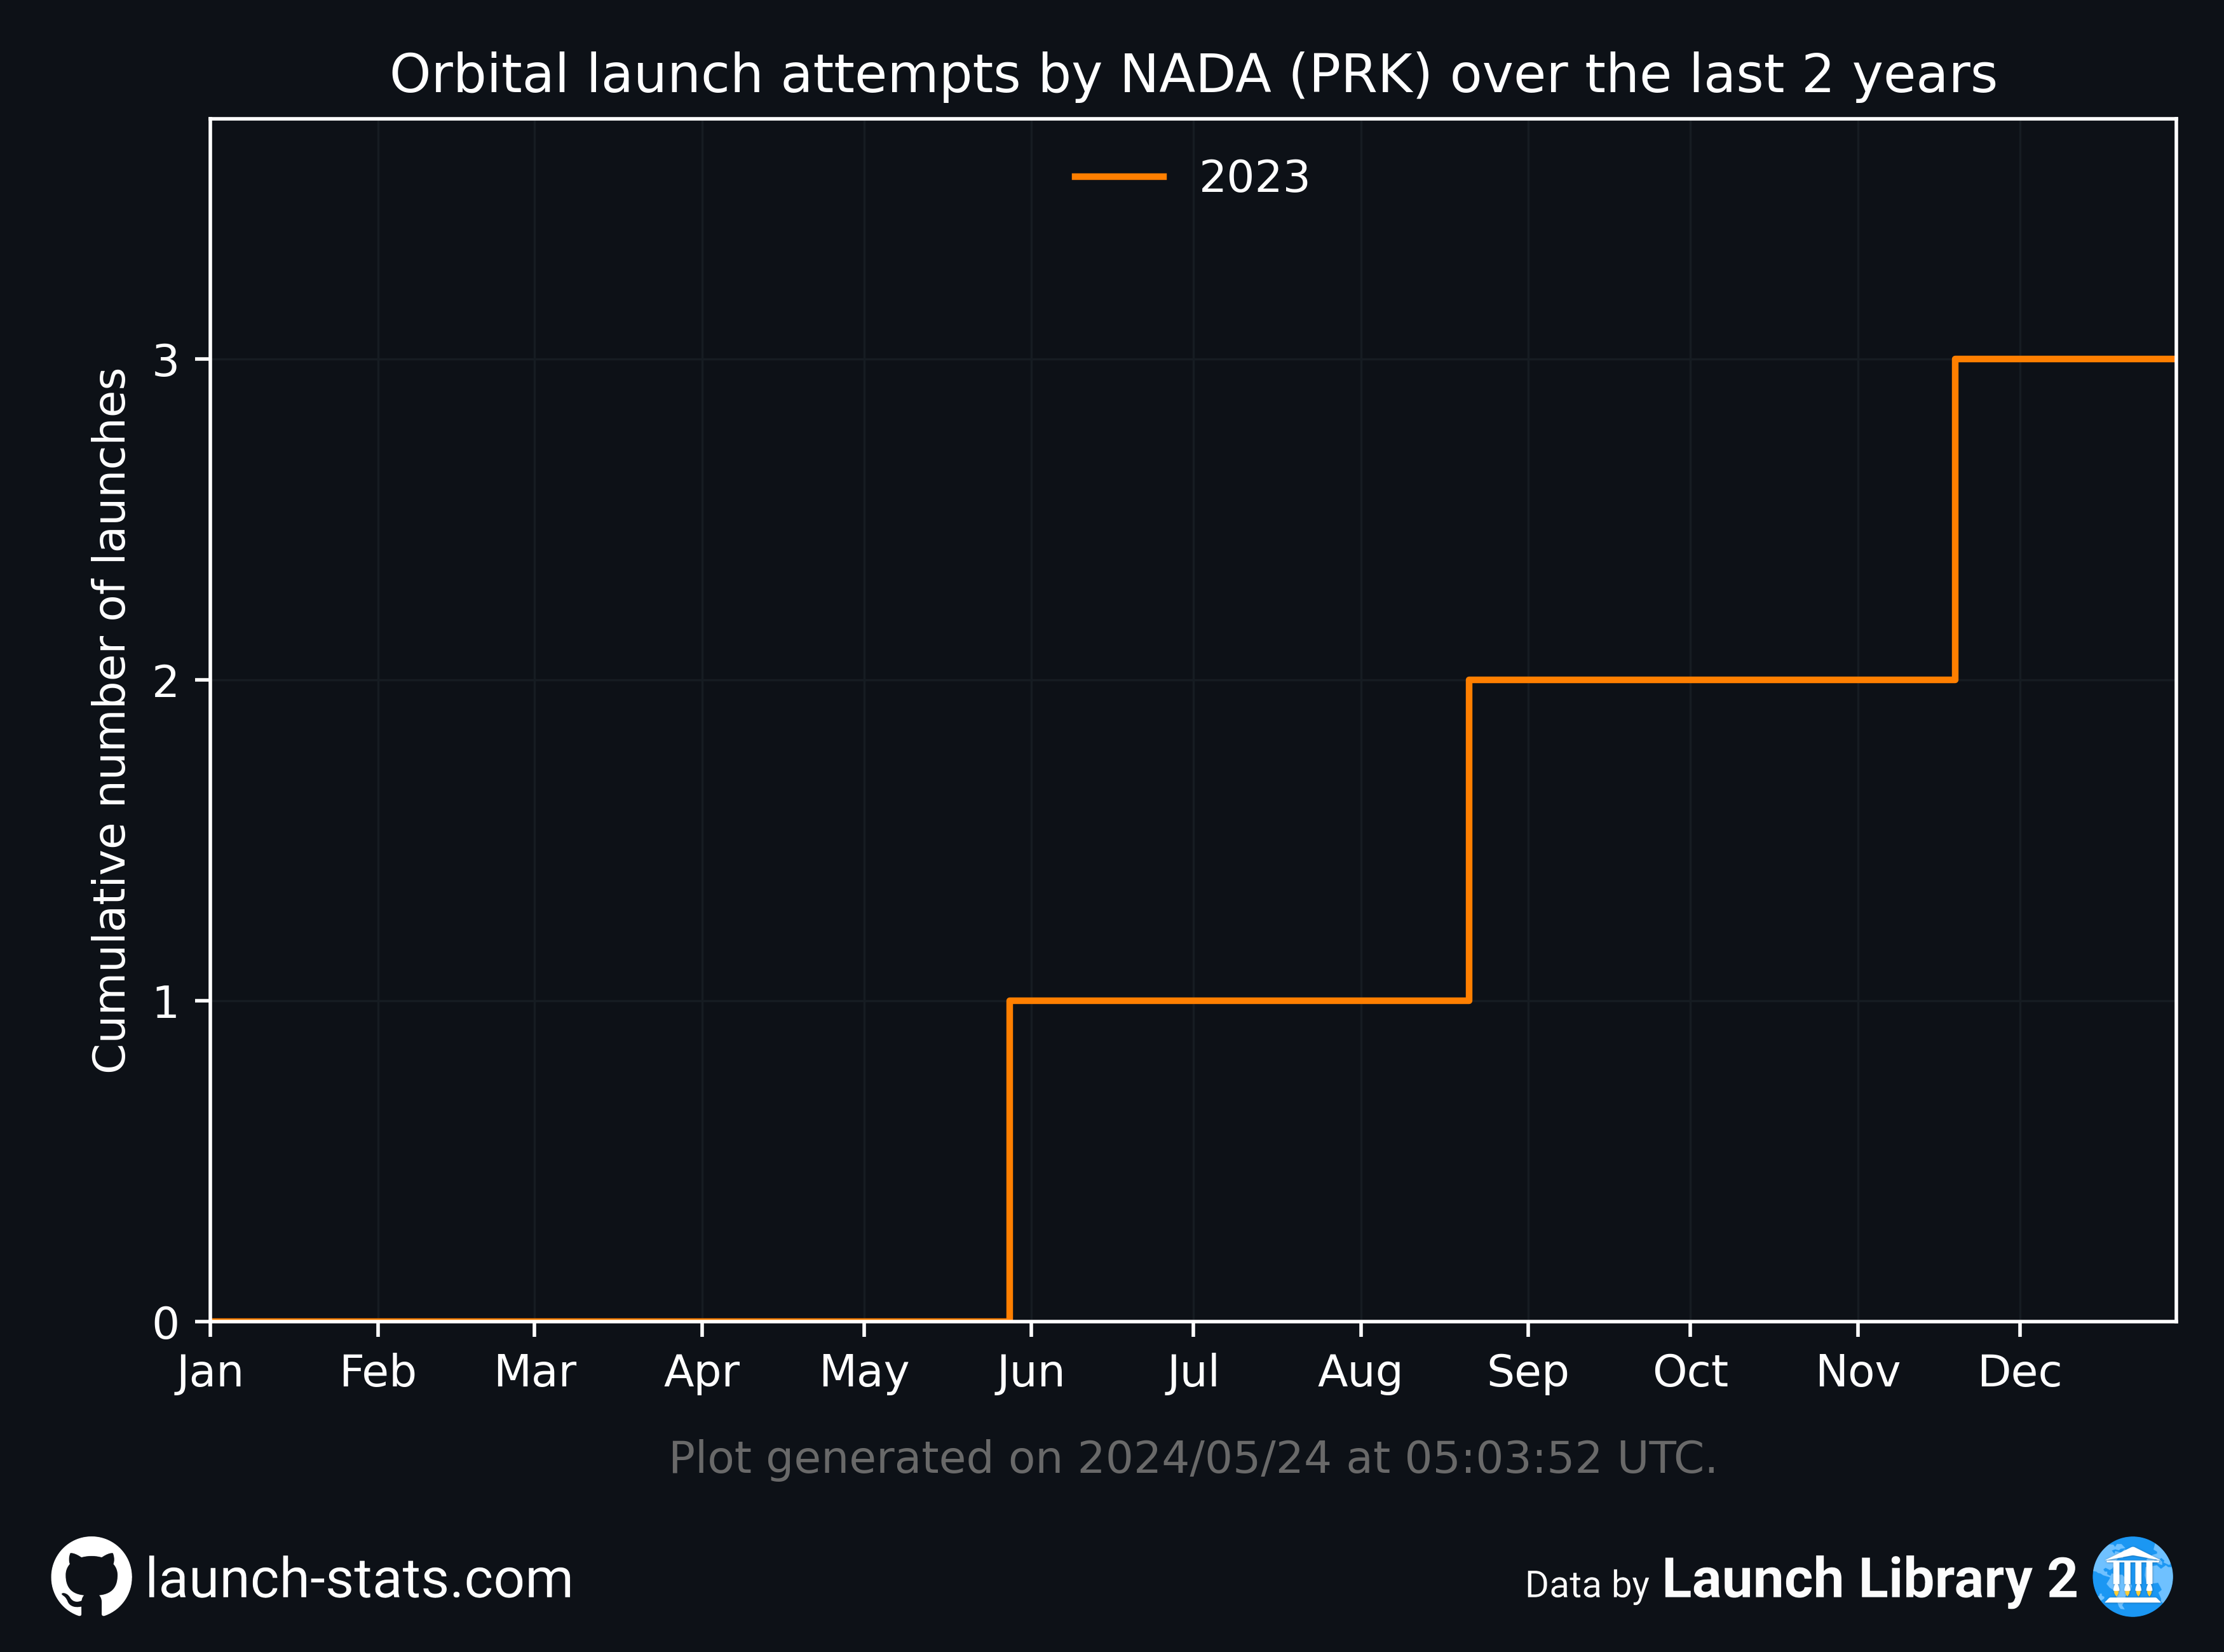 Orbital launch attempts by NADA (PRK) over the last 2 years
2023
Cumulative number of launches
3
2
1
0
Jan Feb Mar Apr May Jun Jul Aug Sep Oct Nov Dec
Plot generated on 2024/05/24 at 05:03:52 UTC.
launch-stats.com
Data by Launch Library 2